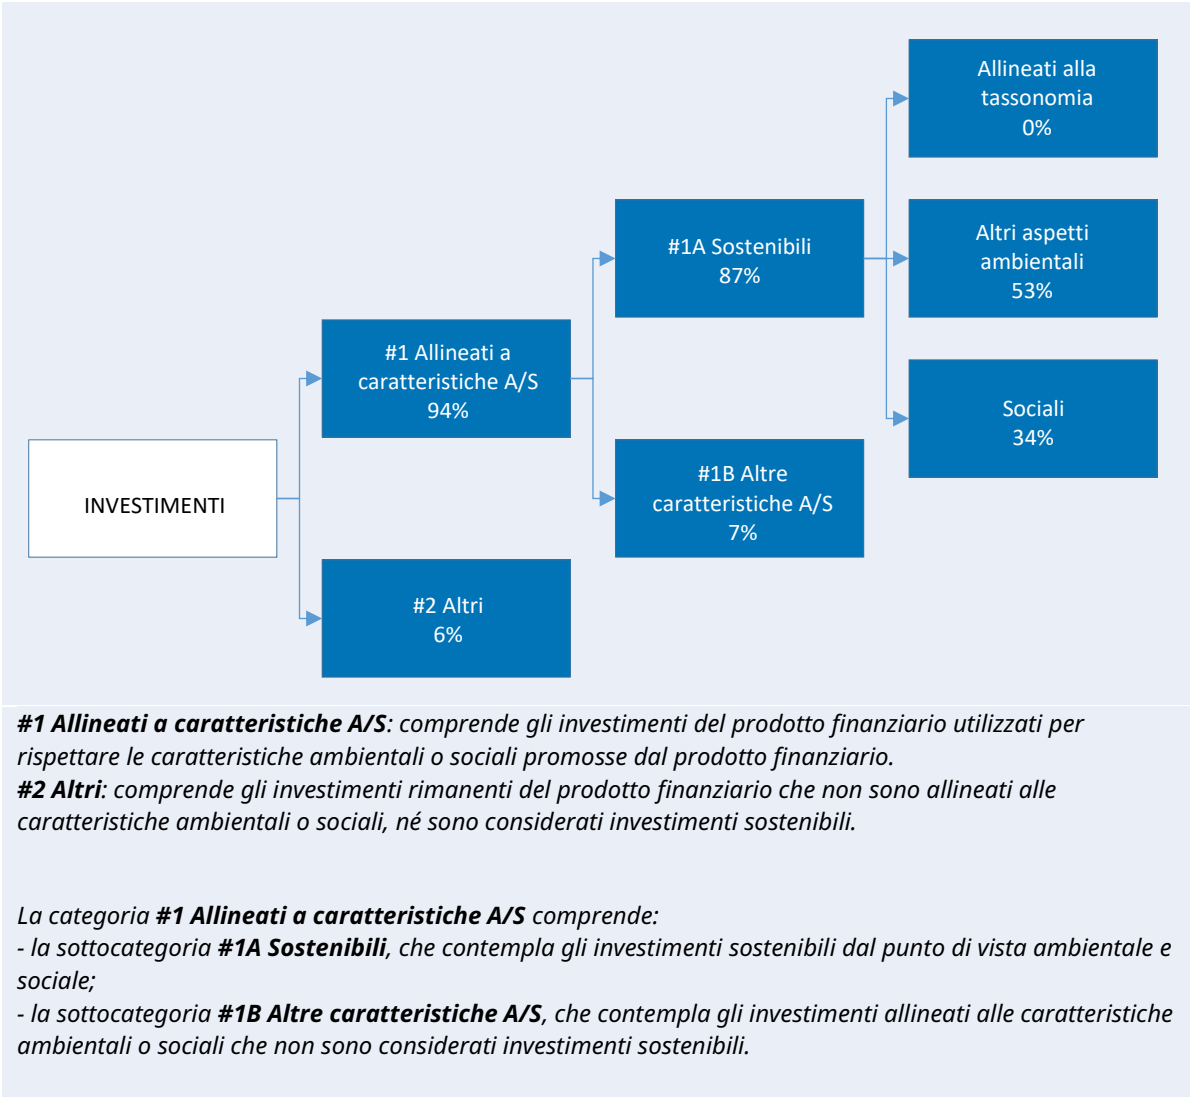 Allineati alla
tassonomia
0%
#1A Sostenibili
87%
Altri aspetti
ambientali
53%
#1 Allineati a
caratteristiche A/S
94%
Sociali
34%
INVESTIMENTI
#1B Altre
caratteristiche A/S
7%
#2 Altri
6%
#1 Allineati a caratteristiche A/S: comprende gli investimenti del prodotto finanziario utilizzati per
rispettare le caratteristiche ambientali o sociali promosse dal prodotto finanziario.
#2 Altri: comprende gli investimenti rimanenti del prodotto finanziario che non sono allineati alle
caratteristiche ambientali o sociali, né sono considerati investimenti sostenibili.
La categoria #1 Allineati a caratteristiche A/S comprende:
- la sottocategoria #1A Sostenibili, che contempla gli investimenti sostenibili dal punto di vista ambientale e
sociale;
- la sottocategoria #1B Altre caratteristiche A/S, che contempla gli investimenti allineati alle caratteristiche
ambientali o sociali che non sono considerati investimenti sostenibili.